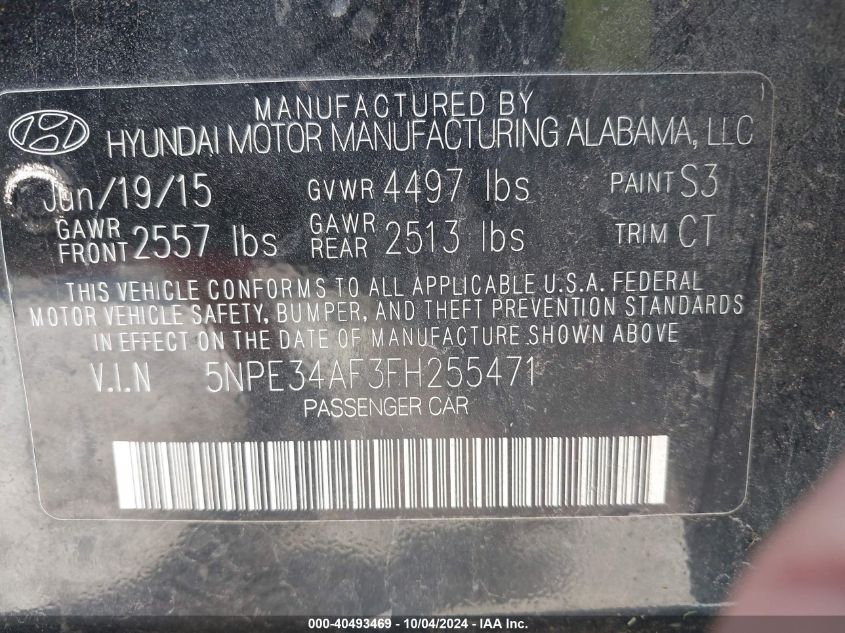 MANUFACTURED BY
HYUNDAI MOTOR MANUFACTURING ALABAMA, LLC
Jun/19/15 GVWR 4497 lbs PAINT S3
GAWR FRONT 2557 lbs GAWR REAR 2513 lbs TRIM CT
THIS VEHICLE CONFORMS TO ALL APPLICABLE U.S.A. FEDERAL
MOTOR VEHICLE SAFETY, BUMPER, AND THEFT PREVENTION STANDARDS
IN EFFECT ON THE DATE OF MANUFACTURE SHOWN ABOVE
V.I.N 5NPE34AF3FH255471
PASSENGER CAR
000-40493469 - 10/04/2024 - Copyright © 2024 IAA, Inc.